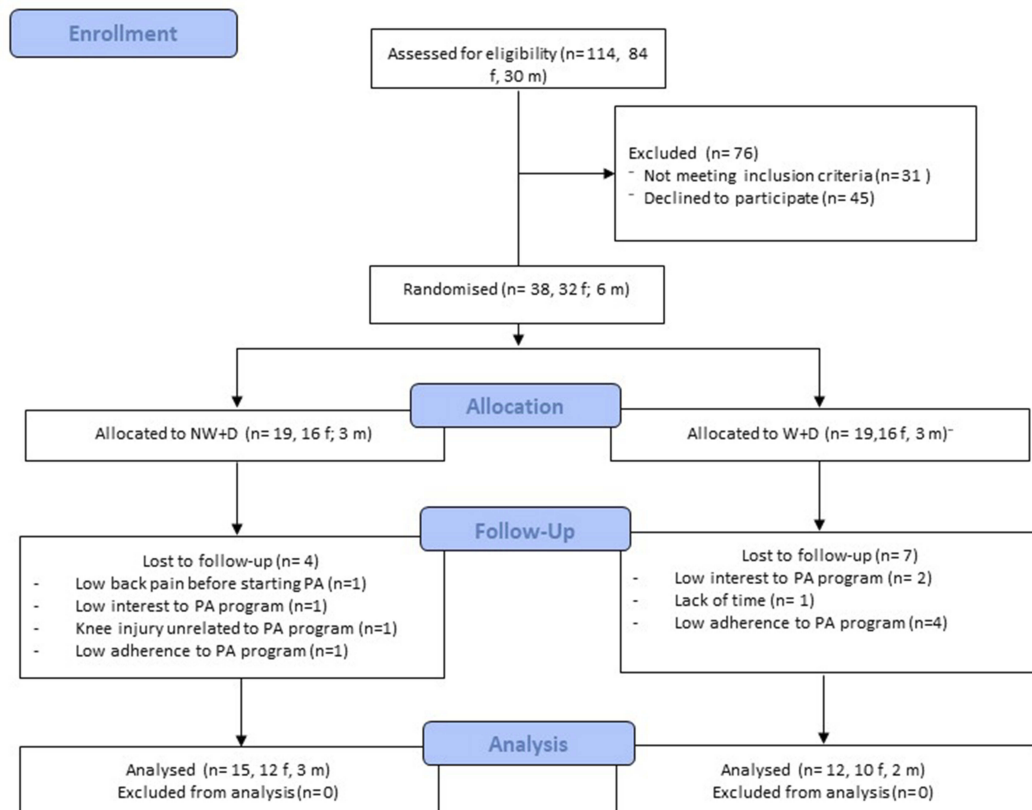 Enrollment
Assessed for eligibility (n= 114, 84
f, 30 m)
Excluded (n= 76)
- Not meeting inclusion criteria (n= 31 )
- Declined to participate (n= 45)
Randomised (n= 38, 32 f; 6 m)
Allocation
Allocated to NW+D (n= 19, 16 f; 3 m)
Allocated to W+D (n= 19,16 f, 3 m)-
Follow-Up
Lost to follow-up (n= 4)
- Low back pain before starting PA (n=1)
- Low interest to PA program (n=1)
- Knee injury unrelated to PA program (n=1)
- Low adherence to PA program (n=1)
Lost to follow-up (n= 7)
- Low interest to PA program (n= 2)
- Lack of time (n= 1)
- Low adherence to PA program (n=4)
Analysis
Analysed (n= 15, 12 f, 3 m)
Excluded from analysis (n= 0)
Analysed (n= 12, 10 f, 2 m)
Excluded from analysis (n= 0)